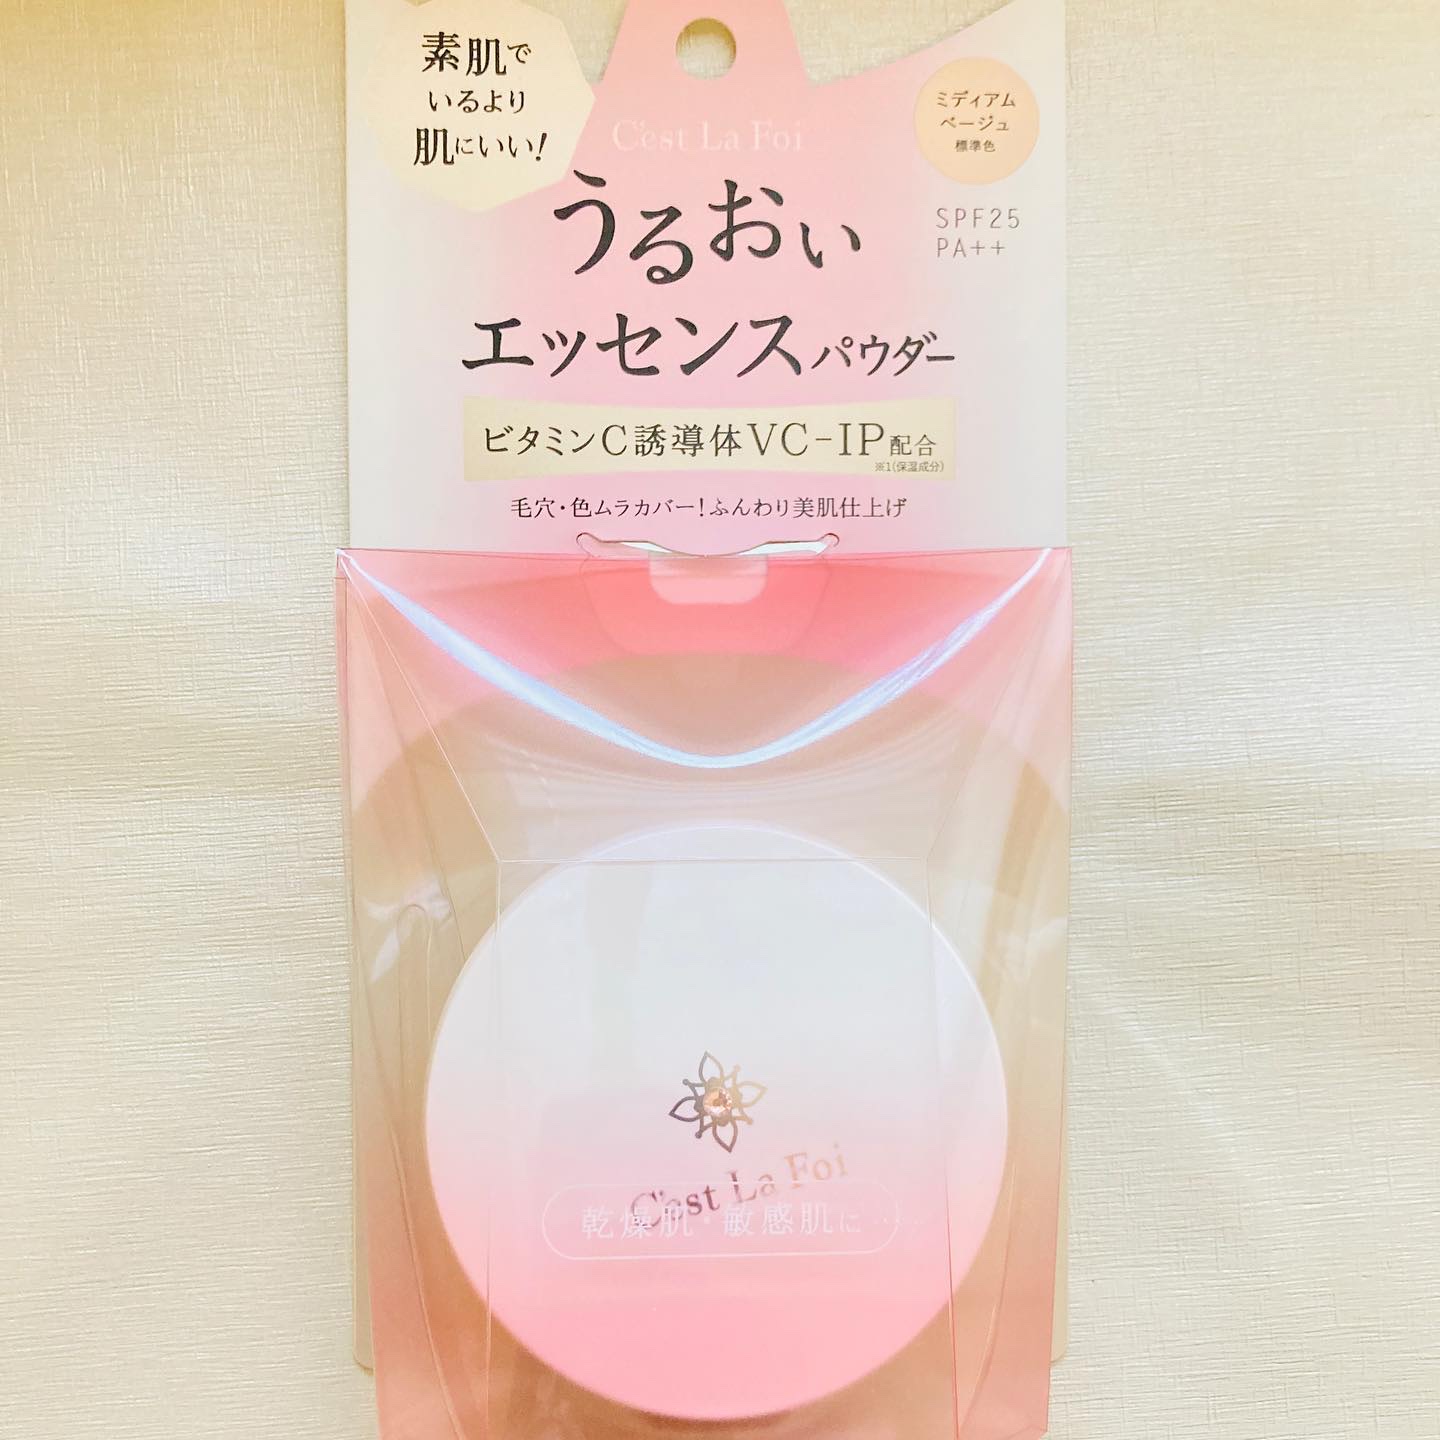 素肌で
いるより
肌にいい!
C'est La Foi
ミディアム
ベージュ
標準色
SPF25
PA++
うるおい
エッセンスパウダー
ビタミンC誘導体VC-IP配合
※1(保湿成分)
毛穴・色ムラカバー!ふんわり美肌仕上げ
C'est La Foi
乾燥肌・敏感肌に……